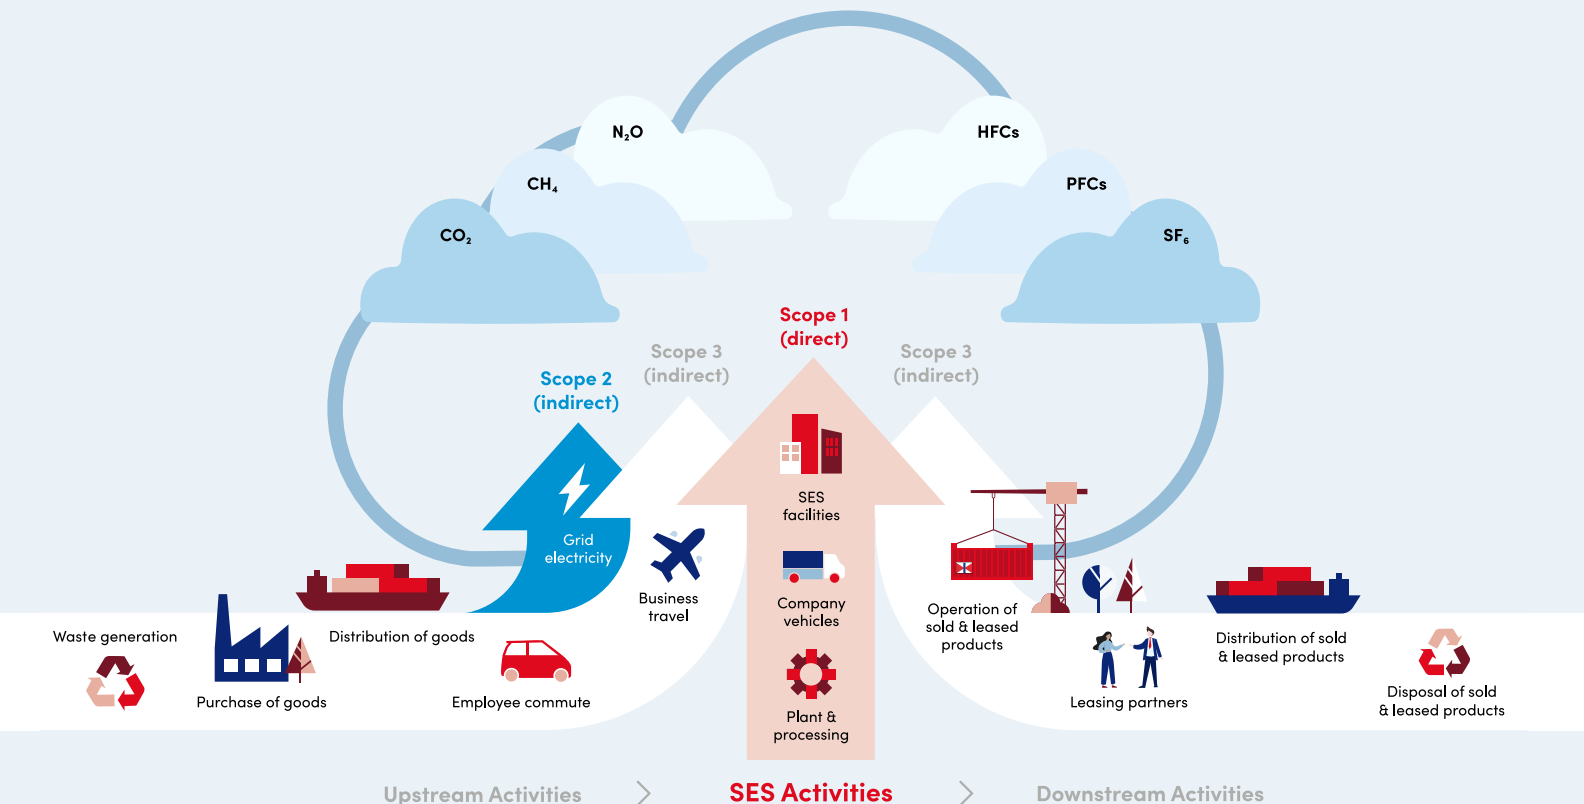 N₂O
HFCs
CH₄
PFCs
CO₂
SF₆
Scope 1
(direct)
Scope 3
(indirect)
Scope 3
(indirect)
Scope 2
(indirect)
SES
facilities
Grid
electricity
Business
travel
Company
vehicles
Operation of
sold & leased
products
Waste generation
Distribution of goods
Distribution of sold
& leased products
Purchase of goods
Employee commute
Plant &
processing
Leasing partners
Disposal of sold
& leased products
Upstream Activities
SES Activities
Downstream Activities